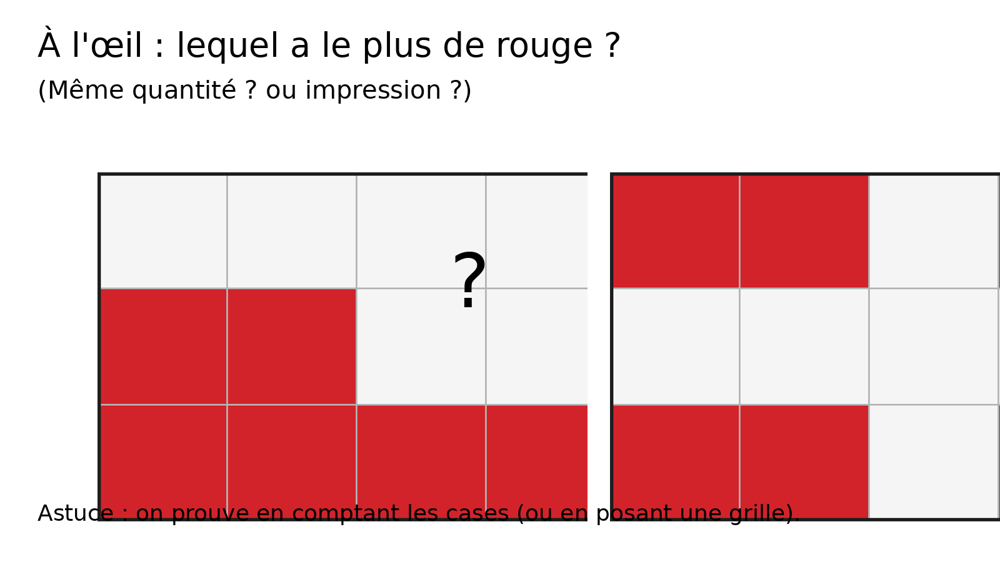 À l'œil : lequel a le plus de rouge ?
(Même quantité ? ou impression ?)
?
Astuce : on prouve en comptant les cases (ou en posant une grille).